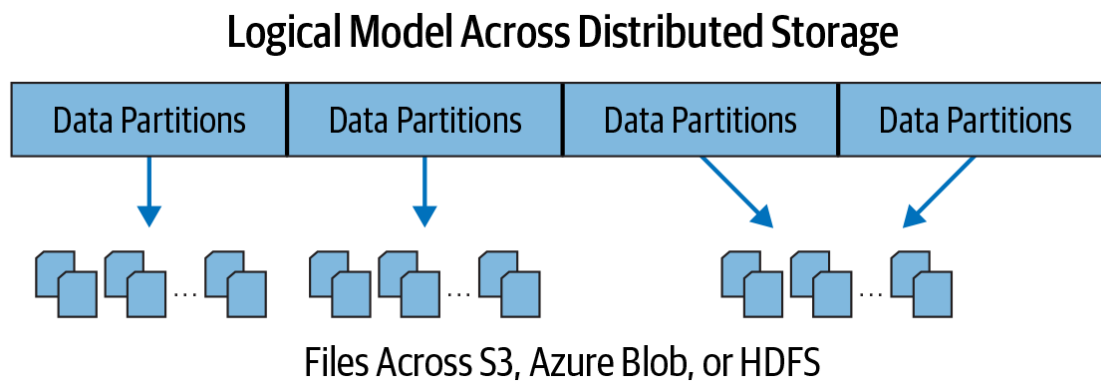 Logical Model Across Distributed Storage
Data Partitions Data Partitions Data Partitions Data Partitions
... ... ...
Files Across S3, Azure Blob, or HDFS